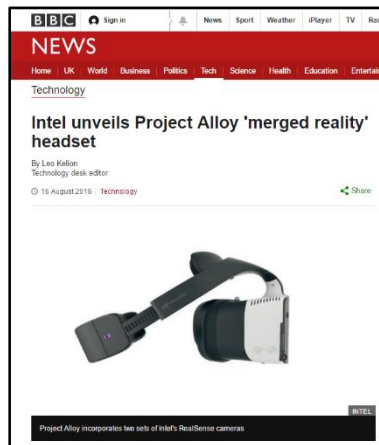 BBC Sign in News Sport Weather iPlayer TV
NEWS
Home UK World Business Politics Tech Science Health Education
Technology
Intel unveils Project Alloy 'merged reality'
headset
By Leo Kelion
Technology desk editor
16 August 2016 Technology Share
INTEL
Project Alloy incorporates two sets of Intel's RealSense cameras